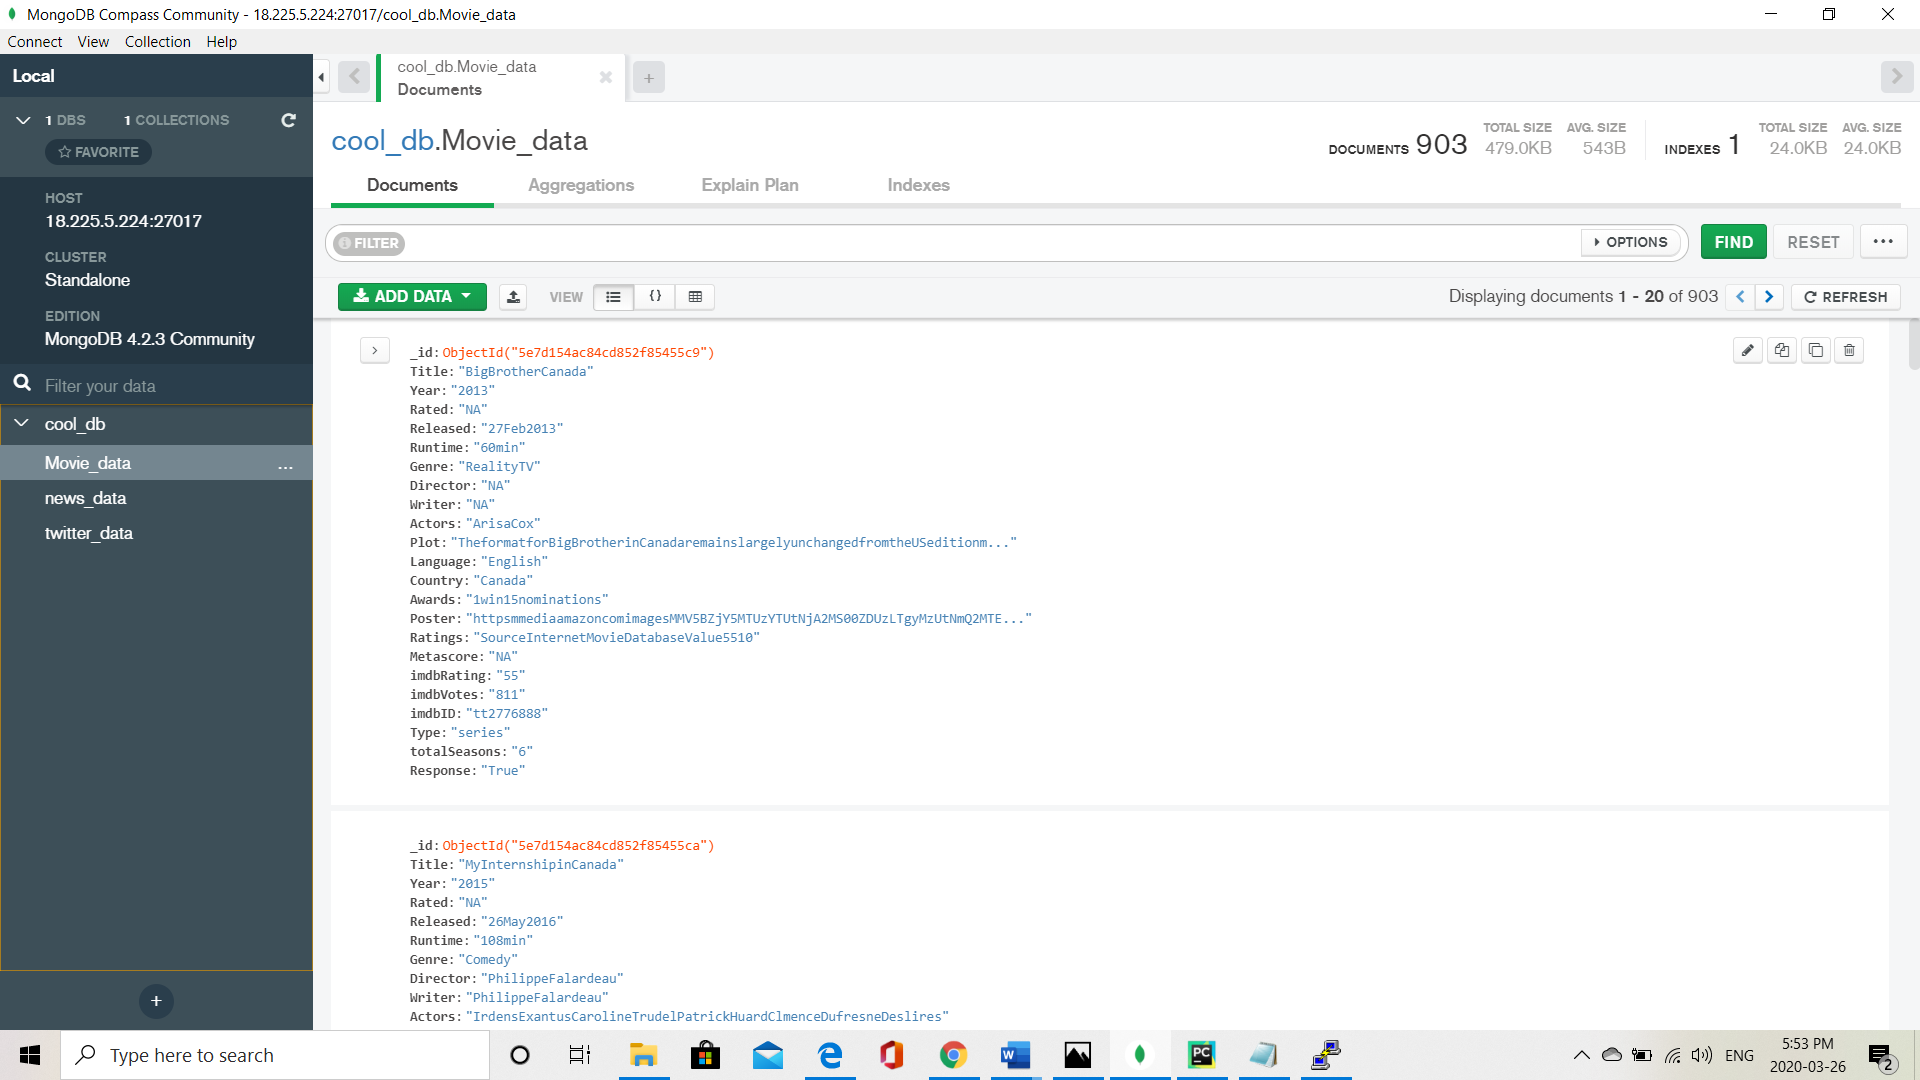 MongoDB Compass Community - 18.225.5.224:27017/cool_db.Movie_data
Connect View Collection Help
Local
1 DBS 1 COLLECTIONS
FAVORITE
HOST
18.225.5.224:27017
CLUSTER
Standalone
EDITION
MongoDB 4.2.3 Community
Filter your data
cool_db
Movie_data ...
news_data
twitter_data
+
cool_db.Movie_data
Documents
+
cool_db.Movie_data
DOCUMENTS 903 TOTAL SIZE 479.0KB AVG. SIZE 543B INDEXES 1 TOTAL SIZE 24.0KB AVG. SIZE 24.0KB
Documents Aggregations Explain Plan Indexes
FILTER OPTIONS FIND RESET ...
ADD DATA VIEW {} Displaying documents 1 - 20 of 903 REFRESH
_id: ObjectId("5e7d154ac84cd852f85455c9")
Title: "BigBrotherCanada"
Year: "2013"
Rated: "NA"
Released: "27Feb2013"
Runtime: "60min"
Genre: "RealityTV"
Director: "NA"
Writer: "NA"
Actors: "ArisaCox"
Plot: "TheformatforBigBrotherinCanadaremainslargelyunchangedfromtheUSeditionm..."
Language: "English"
Country: "Canada"
Awards: "1win15nominations"
Poster: "httpsmmediaamazoncomimagesMMV5BZjY5MTUzYTUtNjA2MS00ZDUzLTgyMzUtNmQ2MTE..."
Ratings: "SourceInternetMovieDatabaseValue5510"
Metascore: "NA"
imdbRating: "55"
imdbVotes: "811"
imdbID: "tt2776888"
Type: "series"
totalSeasons: "6"
Response: "True"
_id: ObjectId("5e7d154ac84cd852f85455ca")
Title: "MyInternshipinCanada"
Year: "2015"
Rated: "NA"
Released: "26May2016"
Runtime: "108min"
Genre: "Comedy"
Director: "PhilippeFalardeau"
Writer: "PhilippeFalardeau"
Actors: "IrdensExantusCarolineTrudelPatrickHuardClmenceDufresneDeslires"
Type here to search
W
PC
ENG
5:53 PM
2020-03-26
2